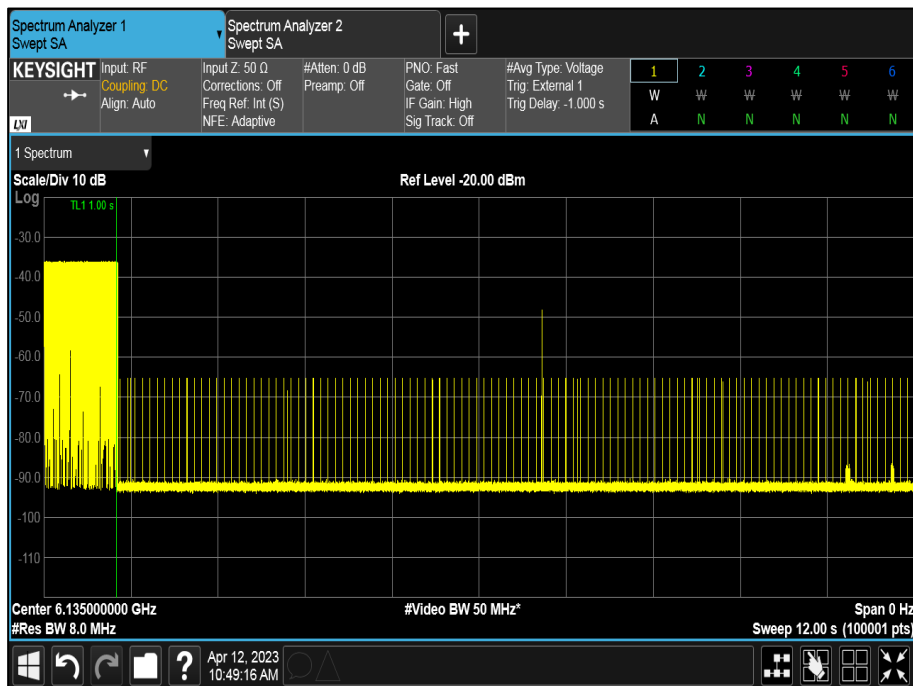 Spectrum Analyzer 1
Swept SA
Spectrum Analyzer 2
Swept SA
+
KEYSIGHT
LXI
Input: RF
Coupling: DC
Align: Auto
Input Z: 50 Ω
Corrections: Off
Freq Ref: Int (S)
NFE: Adaptive
#Atten: 0 dB
Preamp: Off
PNO: Fast
Gate: Off
IF Gain: High
Sig Track: Off
#Avg Type: Voltage
Trig: External 1
Trig Delay: -1.000 s
1 2 3 4 5 6
W W W W W W
A N N N N N
1 Spectrum
Scale/Div 10 dB
Ref Level -20.00 dBm
Log
TL1 1.00 s
-30.0
-40.0
-50.0
-60.0
-70.0
-80.0
-90.0
-100
-110
Center 6.135000000 GHz
#Video BW 50 MHz*
Span 0 Hz
#Res BW 8.0 MHz
Sweep 12.00 s (100001 pts)
?
Apr 12, 2023
10:49:16 AM